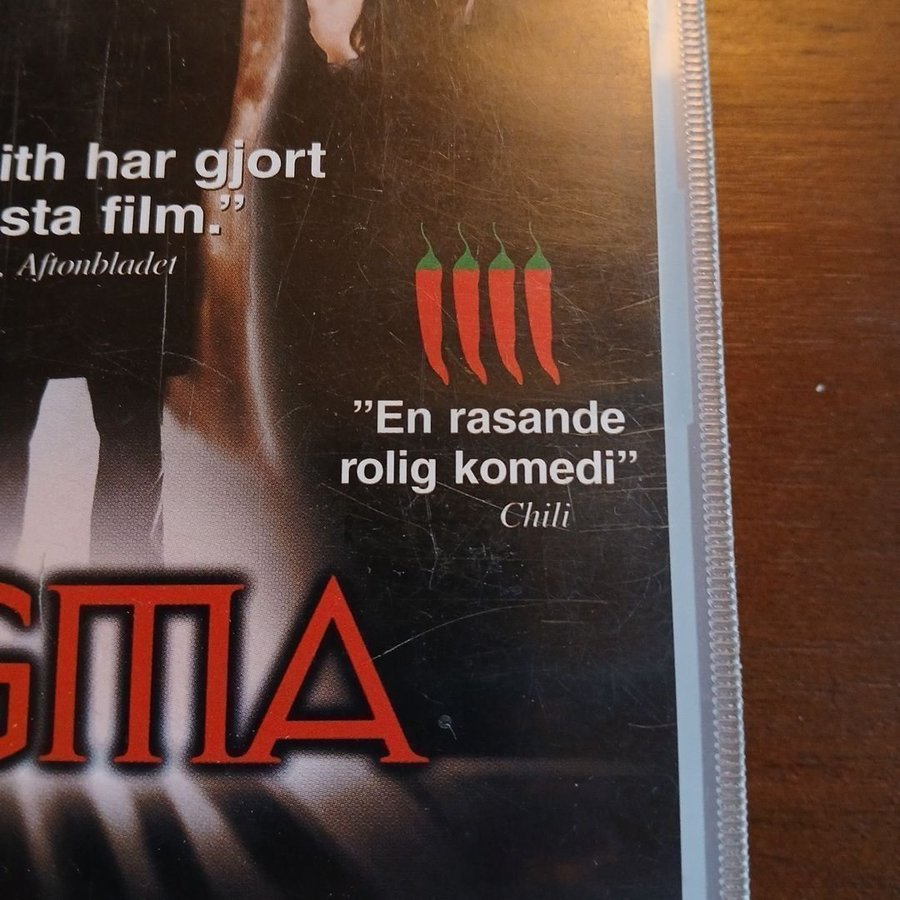 ith har gjort
sta film.”
. Aftonbladet
”En rasande
rolig komedi”
Chili
GMA